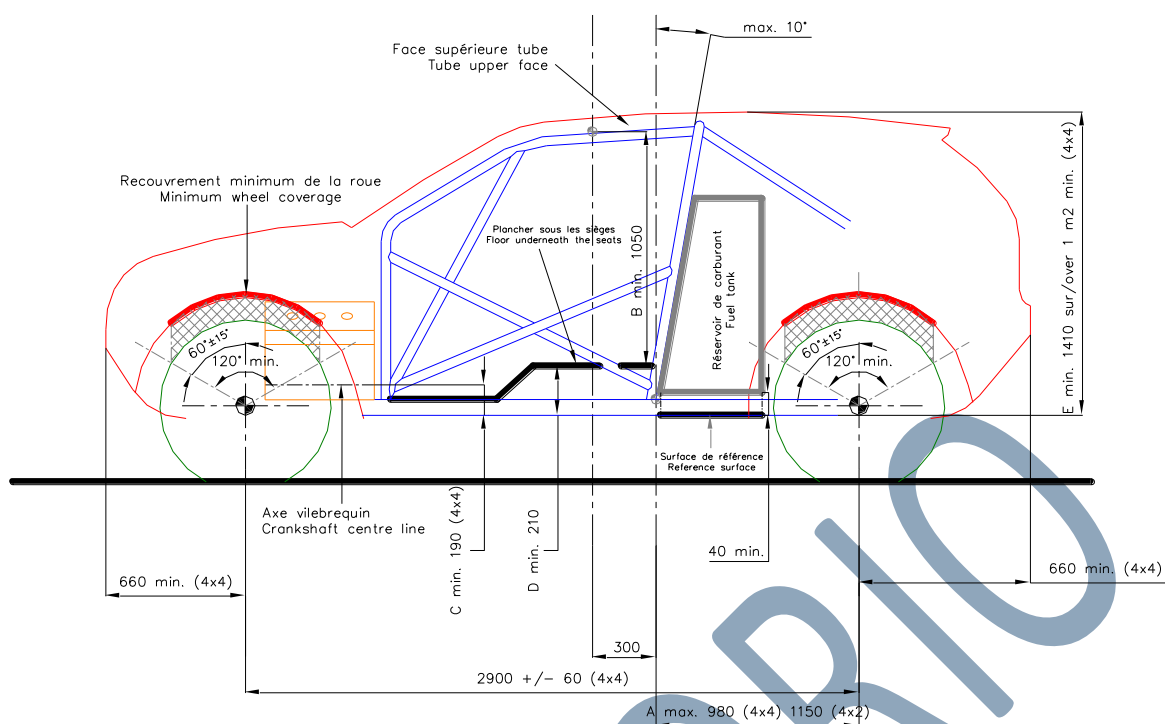 max. 10°
Face supérieure tube
Tube upper face
Recouvrement minimum de la roue
Minimum wheel coverage
Plancher sous les sièges
Floor underneath the seats
B min. 1050
Réservoir de carburant
Fuel tank
E min. 1410 sur/over 1 m2 min. (4x4)
60°±15°
120° min.
60°±15°
120° min.
Surface de référence
Reference surface
Axe vilebrequin
Crankshaft centre line
C min. 190 (4x4)
D min. 210
40 min.
660 min. (4x4)
660 min. (4x4)
300
2900 +/- 60 (4x4)
A max. 980 (4x4) 1150 (4x2)
RIO